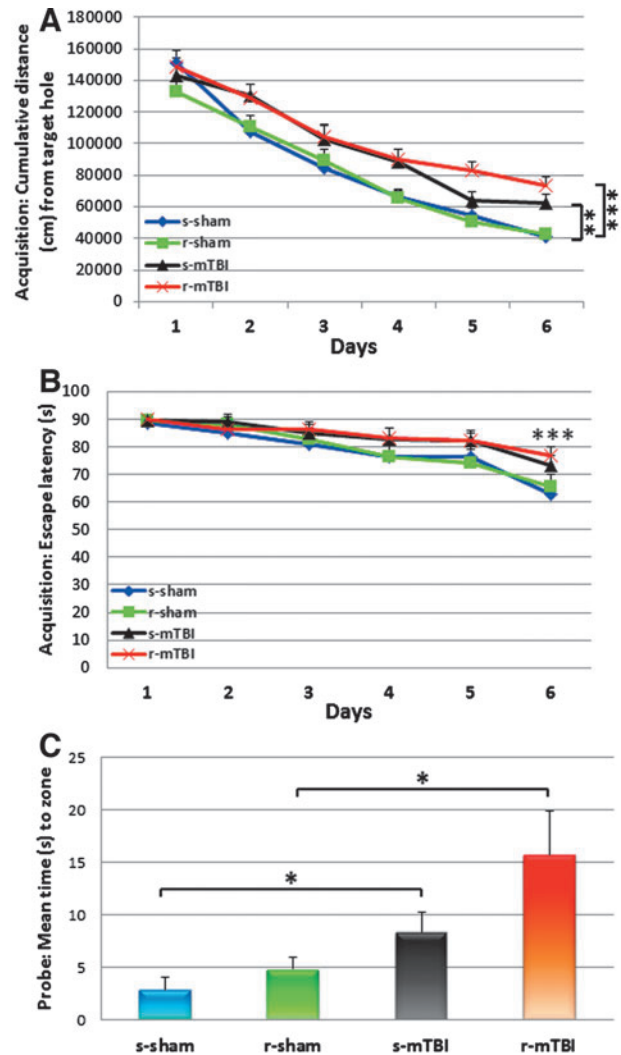 A
Acquisition: Cumulative distance
(cm) from target hole
180000
160000
140000
120000
100000
80000
60000
40000
20000
0
s-sham
r-sham
s-mTBI
r-mTBI
**
***
1 2 3 4 5 6
Days
B
Acquisition: Escape latency (s)
100
90
80
70
60
50
40
30
20
10
0
***
s-sham
r-sham
s-mTBI
r-mTBI
1 2 3 4 5 6
Days
C
Probe: Mean time (s) to zone
25
20
15
10
5
0
*
*
s-sham r-sham s-mTBI r-mTBI